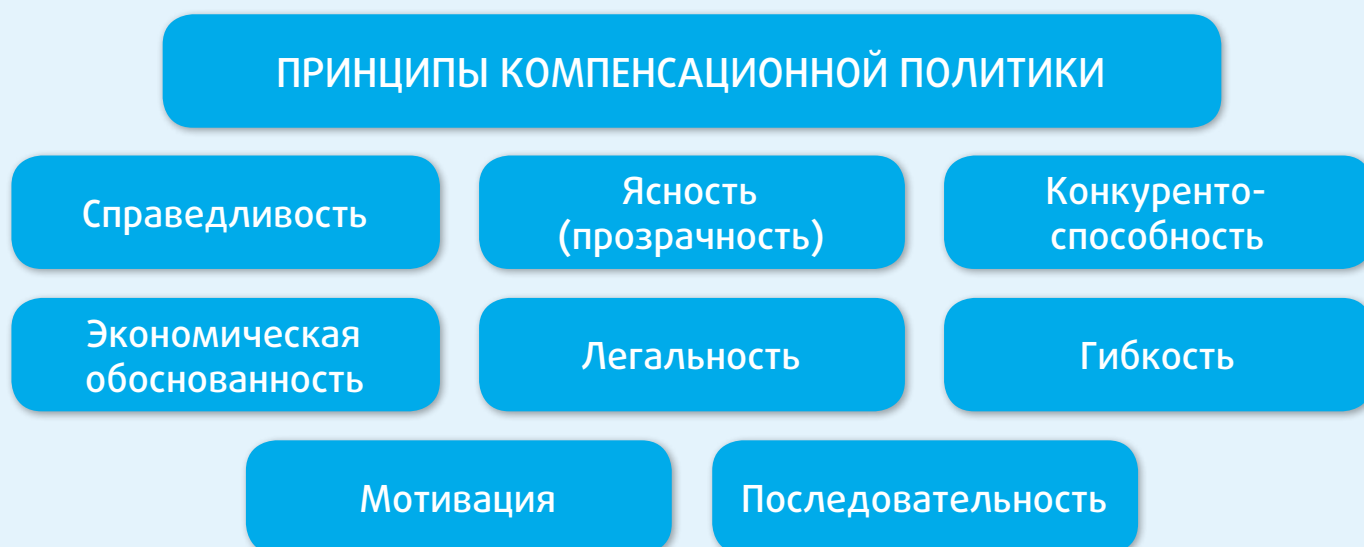 ПРИНЦИПЫ КОМПЕНСАЦИОННОЙ ПОЛИТИКИ
Справедливость
Ясность
(прозрачность)
Конкуренто-
способность
Экономическая
обоснованность
Легальность
Гибкость
Мотивация
Последовательность